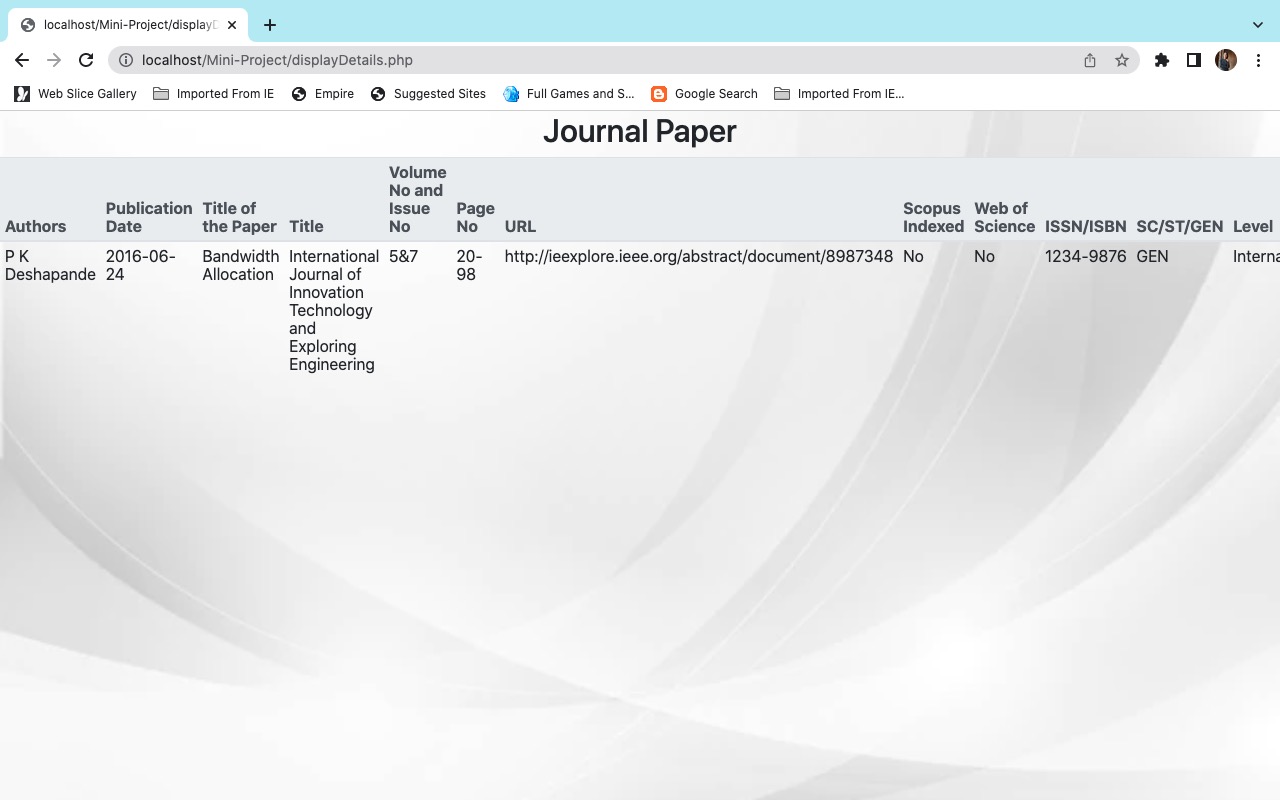 localhost/Mini-Project/displayD
localhost/Mini-Project/displayDetails.php
Web Slice Gallery Imported From IE Empire Suggested Sites Full Games and S... Google Search Imported From IE...
Journal Paper
Authors
Publication
Date
Title of
the Paper
Title
Volume
No and
Issue
No
Page
No
URL
Scopus
Indexed
Web of
Science
ISSN/ISBN
SC/ST/GEN
Level
P K
Deshapande
2016-06-
24
Bandwidth
Allocation
International
Journal of
Innovation
Technology
and
Exploring
Engineering
5&7
20-
98
http://ieexplore.ieee.org/abstract/document/8987348
No
No
1234-9876
GEN
Interna